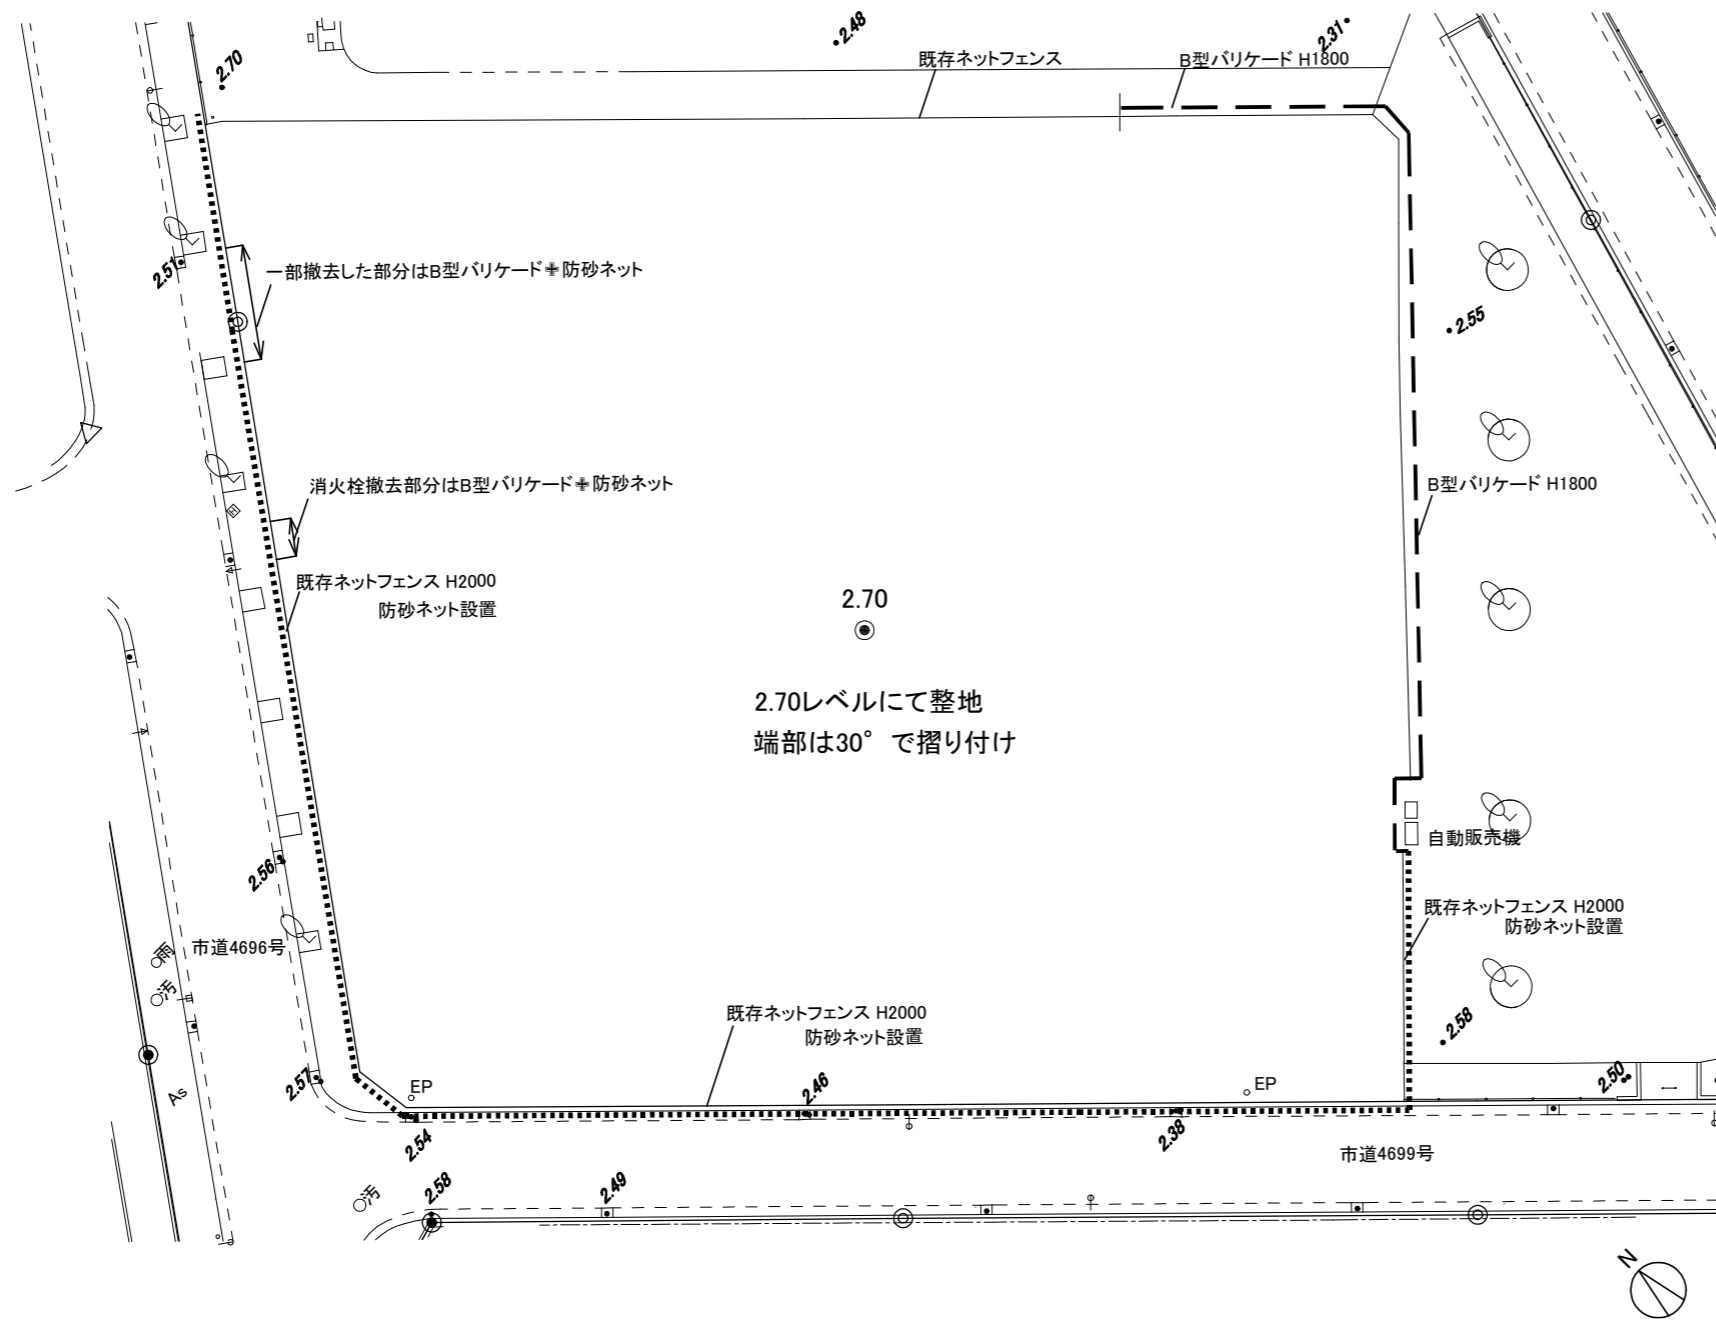 2.48
2.31
2.70
既存ネットフェンス
B型バリケード H1800
2.51
一部撤去した部分はB型バリケード+防砂ネット
2.55
消火栓撤去部分はB型バリケード+防砂ネット
B型バリケード H1800
H
既存ネットフェンス H2000
防砂ネット設置
2.70
2.70レベルにて整地
端部は30°で摺り付け
自動販売機
2.56
既存ネットフェンス H2000
防砂ネット設置
雨
市道4696号
汚
既存ネットフェンス H2000
防砂ネット設置
2.58
2.57
EP
2.46
EP
2.50
As
2.54
2.38
市道4699号
汚
2.58
2.49
N